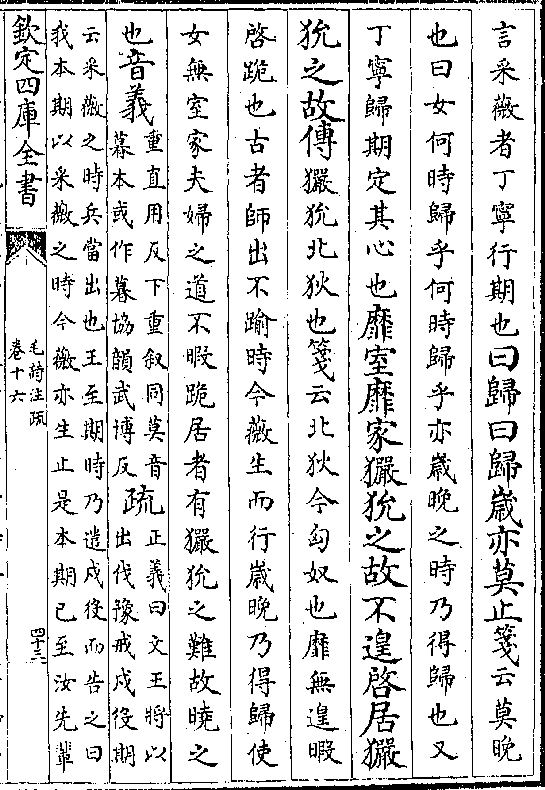 言采薇者丁寧行期也曰歸曰歸歲亦莫止箋云莫晚
也曰女何時歸乎何時歸乎亦歲晚之時乃得歸也又
丁寧歸期定其心也靡室靡家玁狁之故不遑啓居玁
狁之故傳玁狁北狄也箋云北狄今匈奴也靡無遑暇
啓跪也古者師出不踰時今薇生而行歲晚乃得歸使
女無室家夫婦之道不暇跪居者有玁狁之難故曉之
也音義重直用反下重叙同莫音
暮本或作暮協韻武博反疏正義曰文王將以
出伐豫戒戍役期
云采薇之時兵當出也王至期時乃遣戍役而告之曰
我本期以采薇之時今薇亦生止是本期已至汝先輩
欽定四庫全書
毛詩注疏
卷十六
四十三